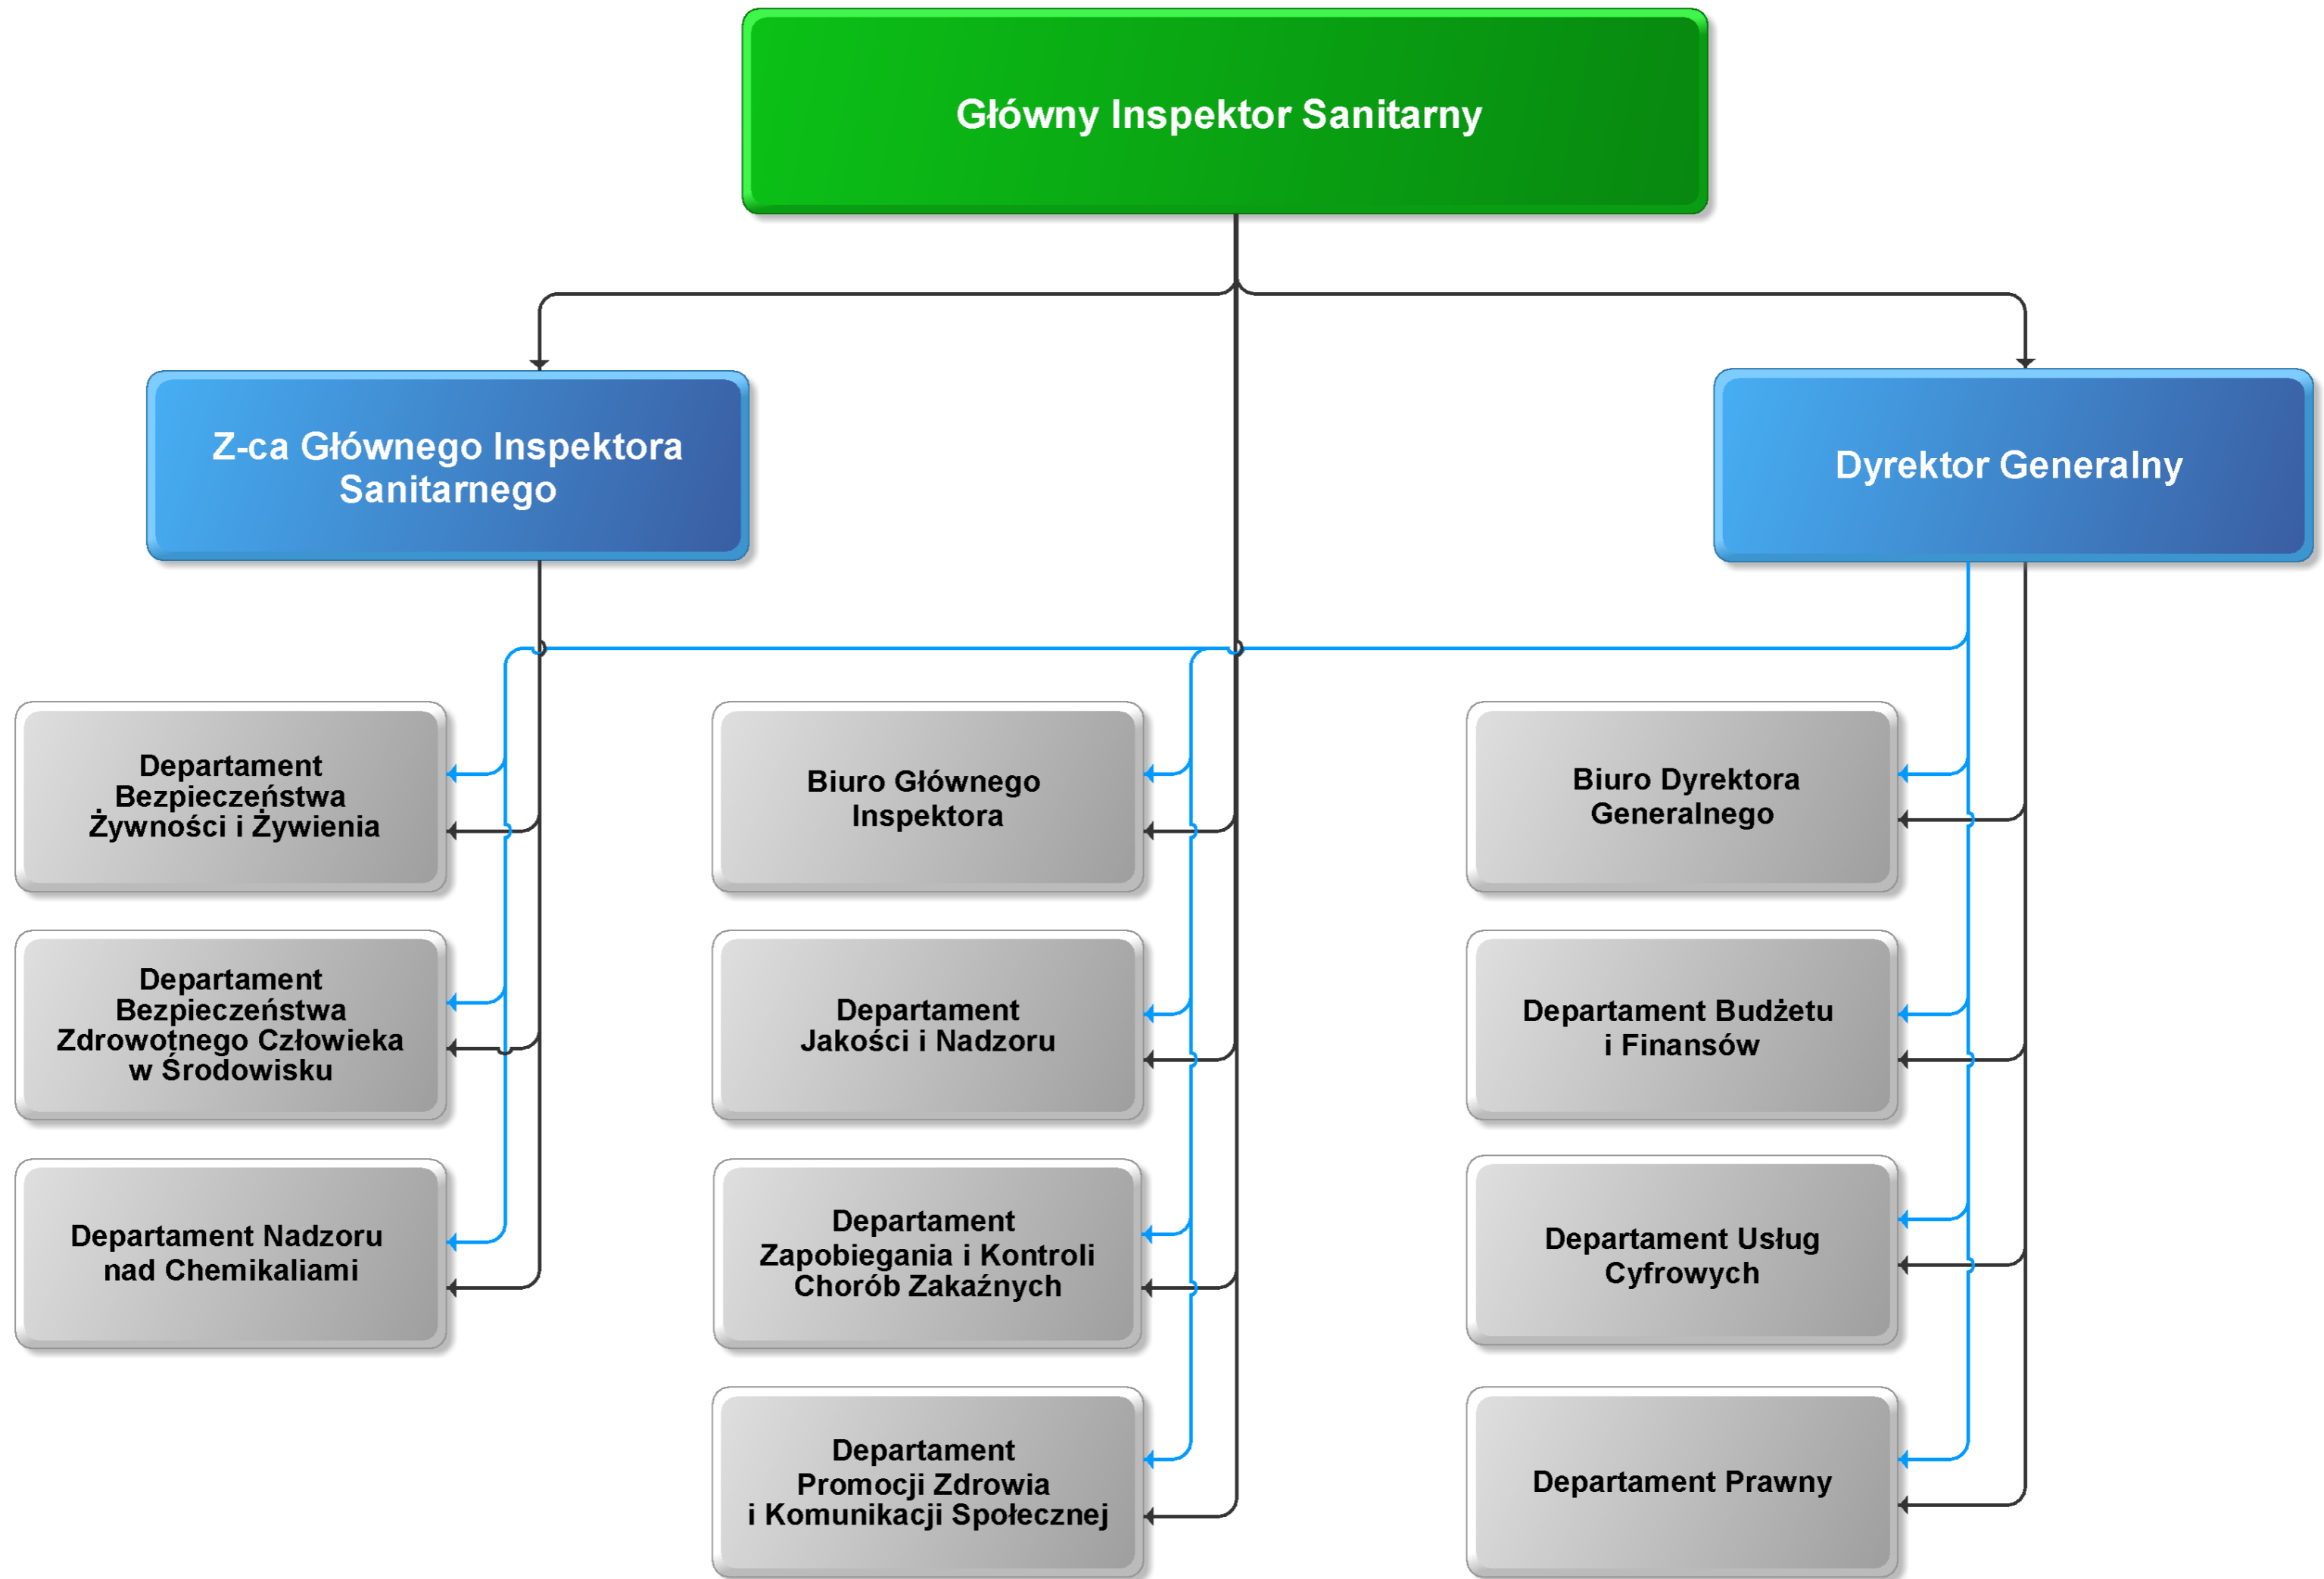 Główny Inspektor Sanitarny
Z-ca Głównego Inspektora
Sanitarnego
Dyrektor Generalny
Departament
Bezpieczeństwa
Żywności i Żywienia
Biuro Głównego
Inspektora
Biuro Dyrektora
Generalnego
Departament
Bezpieczeństwa
Zdrowotnego Człowieka
w Środowisku
Departament
Jakości i Nadzoru
Departament Budżetu
i Finansów
Departament Nadzoru
nad Chemikaliami
Departament
Zapobiegania i Kontroli
Chorób Zakaźnych
Departament Usług
Cyfrowych
Departament
Promocji Zdrowia
i Komunikacji Społecznej
Departament Prawny